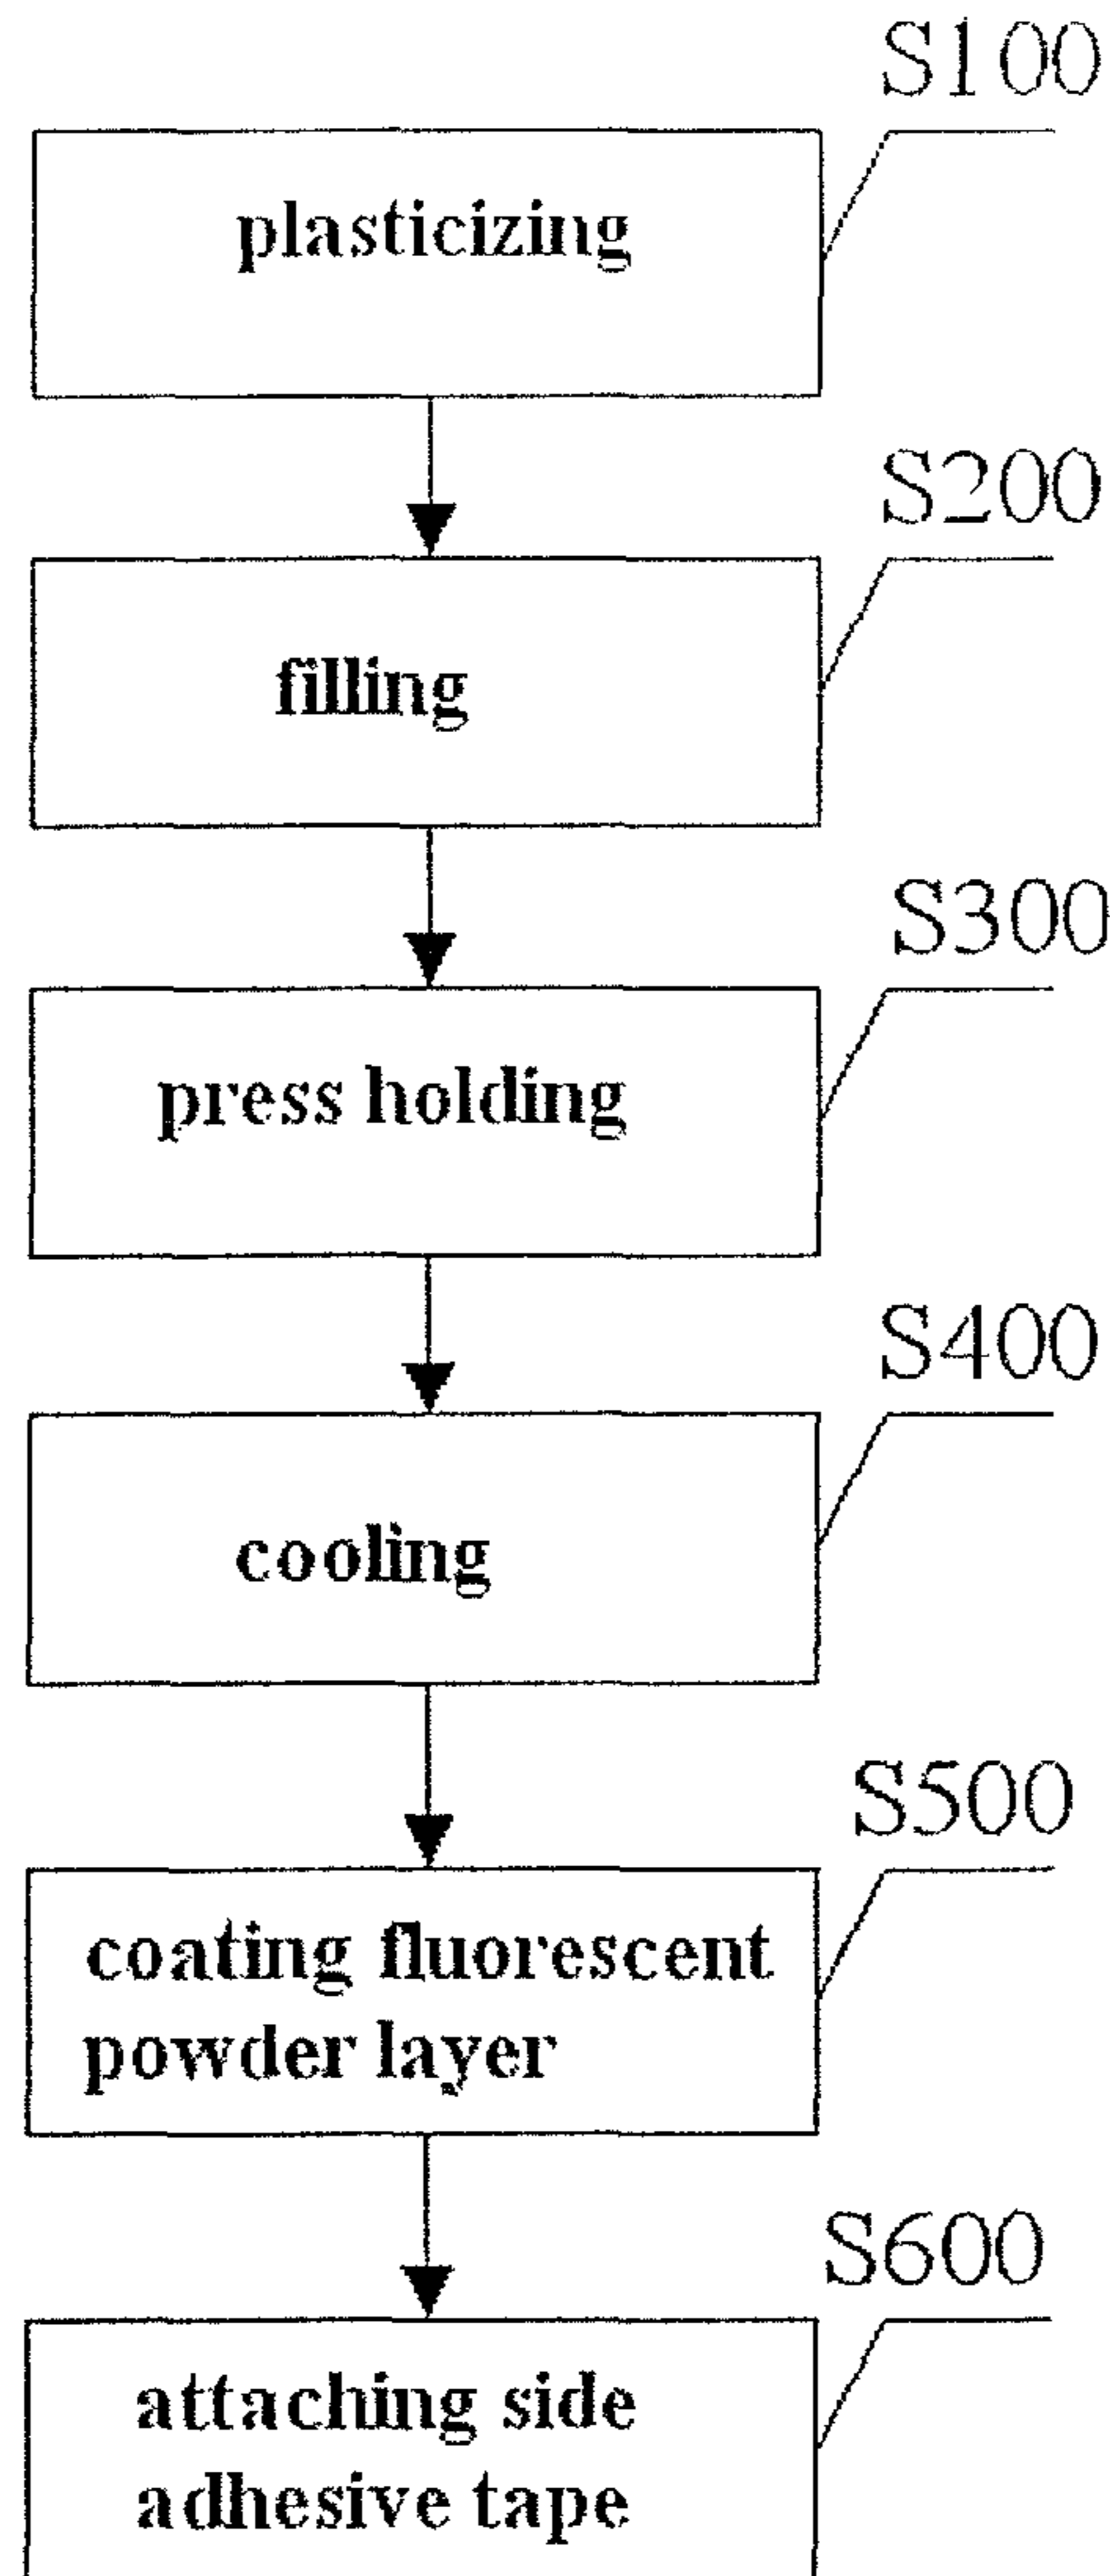 S100
plasticizing
S200
filling
S300
press holding
S400
cooling
S500
coating fluorescent
powder layer
S600
attaching side
adhesive tape